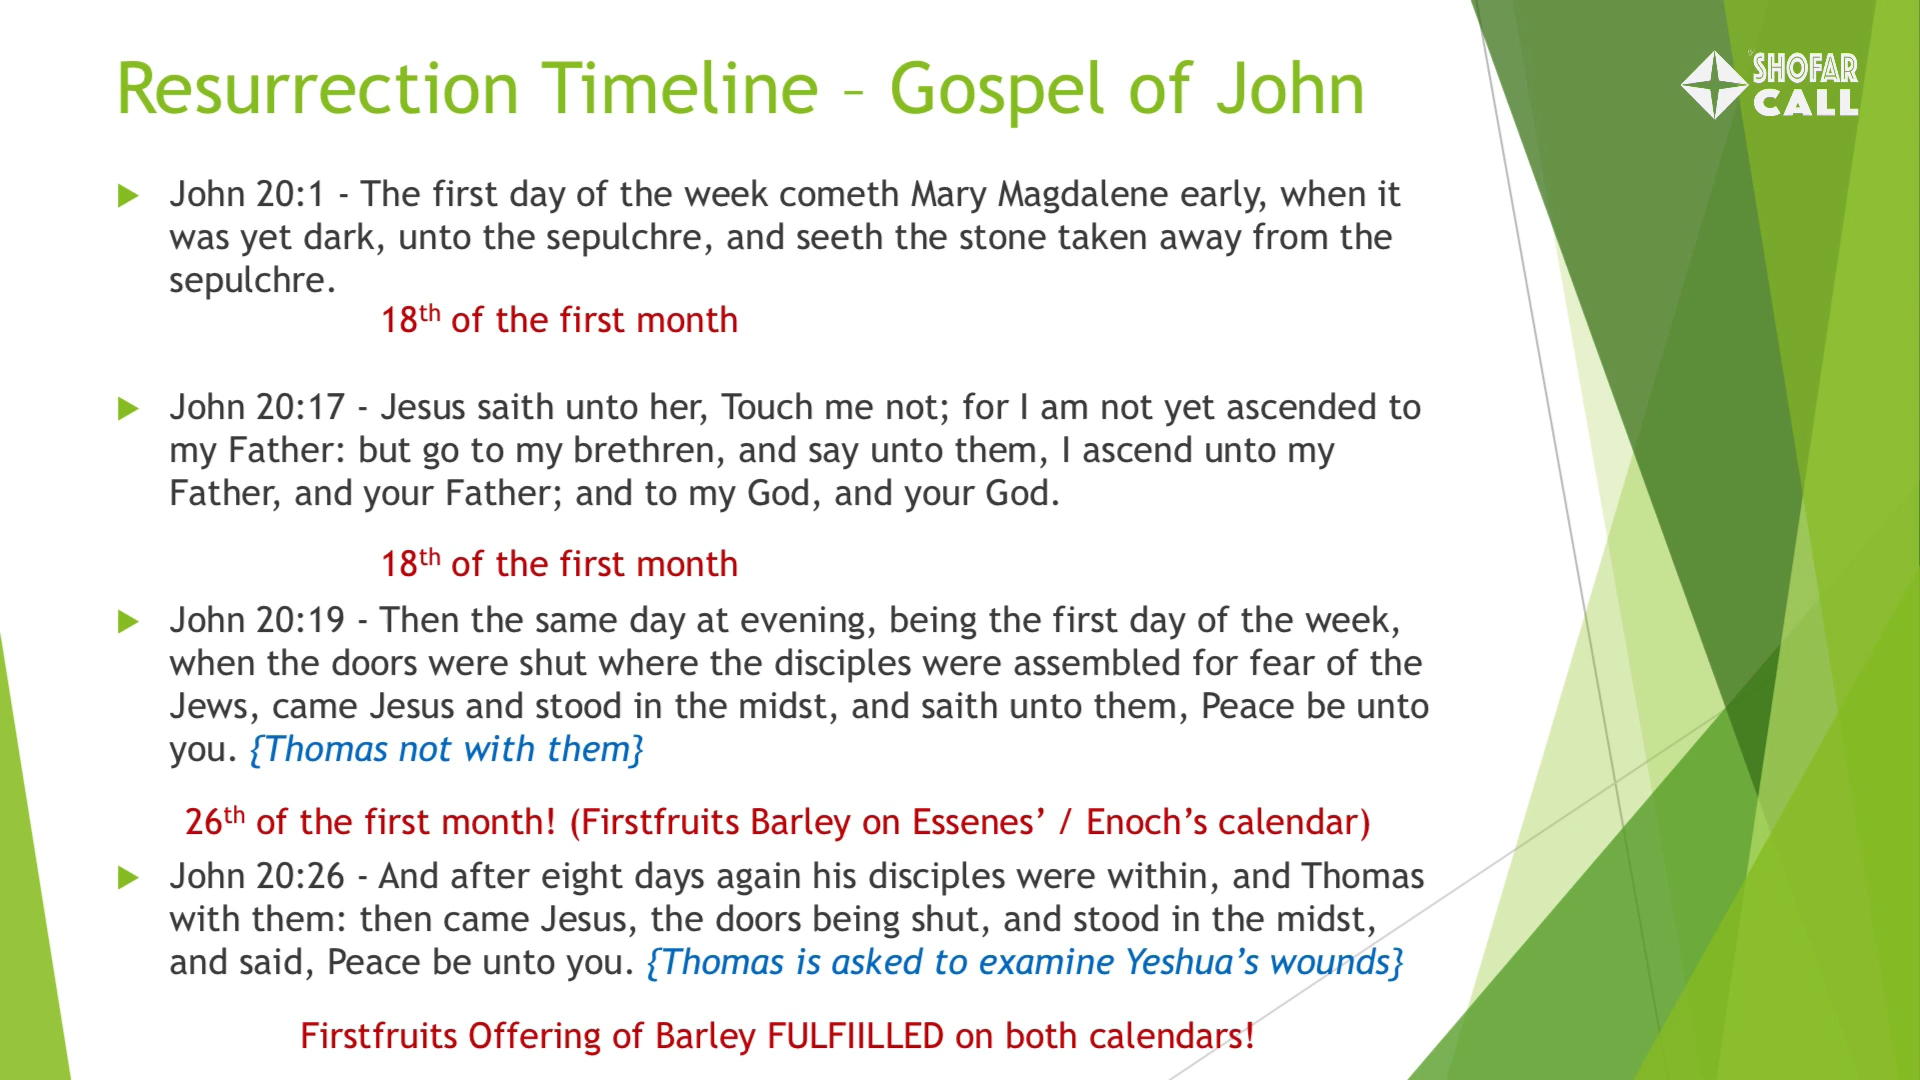 Resurrection Timeline – Gospel of John
SHOFAR
CALL
John 20:1 - The first day of the week cometh Mary Magdalene early, when it
was yet dark, unto the sepulchre, and seeth the stone taken away from the
sepulchre.
18th of the first month
John 20:17 - Jesus saith unto her, Touch me not; for I am not yet ascended to
my Father: but go to my brethren, and say unto them, I ascend unto my
Father, and your Father; and to my God, and your God.
18th of the first month
John 20:19 - Then the same day at evening, being the first day of the week,
when the doors were shut where the disciples were assembled for fear of the
Jews, came Jesus and stood in the midst, and saith unto them, Peace be unto
you. {Thomas not with them}
26th of the first month! (Firstfruits Barley on Essenes’ / Enoch’s calendar)
John 20:26 - And after eight days again his disciples were within, and Thomas
with them: then came Jesus, the doors being shut, and stood in the midst,
and said, Peace be unto you. {Thomas is asked to examine Yeshua’s wounds}
Firstfruits Offering of Barley FULFIILLED on both calendars!